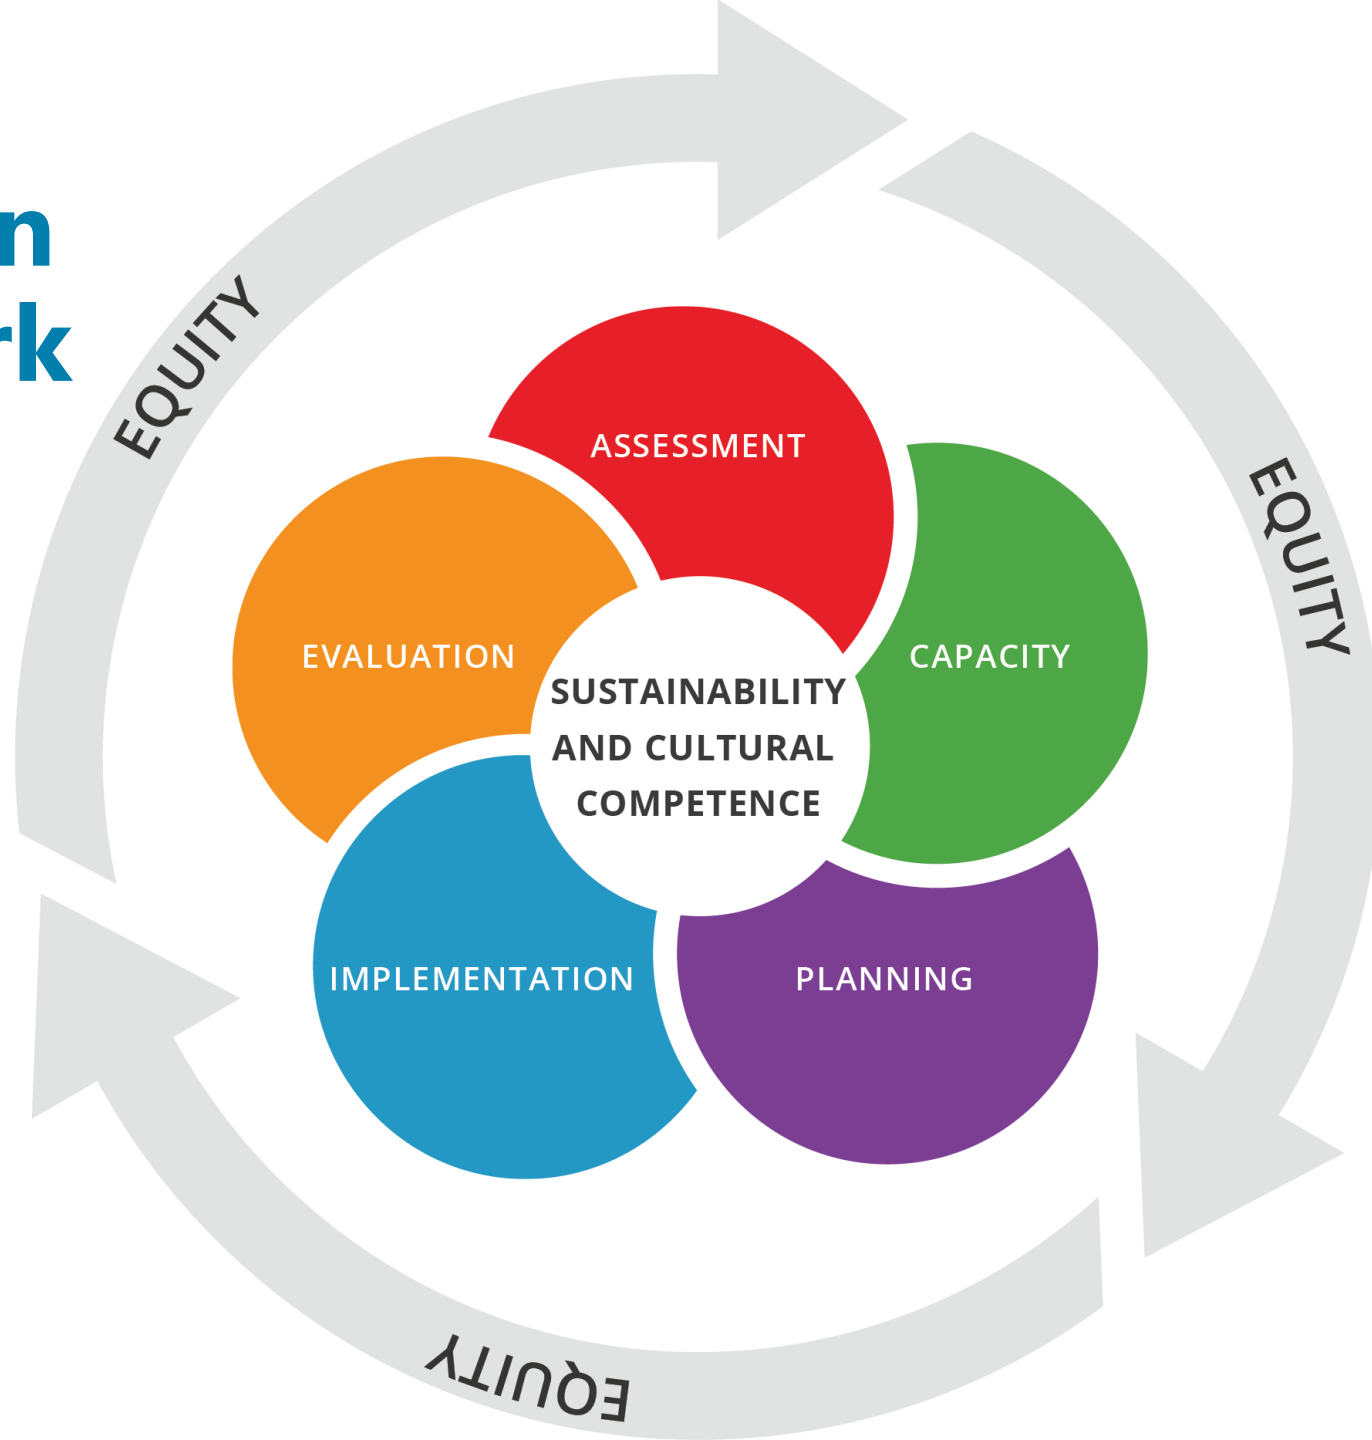 n
rk
EQUITY
EQUITY
ASSESSMENT
EVALUATION
CAPACITY
SUSTAINABILITY
AND CULTURAL
COMPETENCE
IMPLEMENTATION
PLANNING
EQUITY